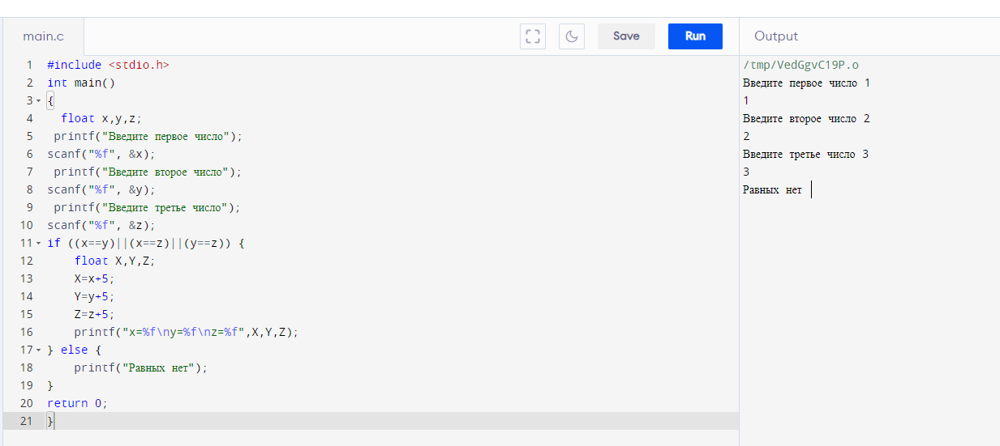 main.c
Save
Run
Output
1 #include <stdio.h>
2 int main()
3 {
4 float x,y,z;
5 printf("Введите первое число");
6 scanf("%f", &x);
7 printf("Введите второе число");
8 scanf("%f", &y);
9 printf("Введите третье число");
10 scanf("%f", &z);
11 if ((x==y)||(x==z)||(y==z)) {
12 float X,Y,Z;
13 X=x+5;
14 Y=y+5;
15 Z=z+5;
16 printf("x=%f\ny=%f\nz=%f",X,Y,Z);
17 } else {
18 printf("Равных нет");
19 }
20 return 0;
21 }
/tmp/VedGgvC19P.o
Введите первое число 1
1
Введите второе число 2
2
Введите третье число 3
3
Равных нет